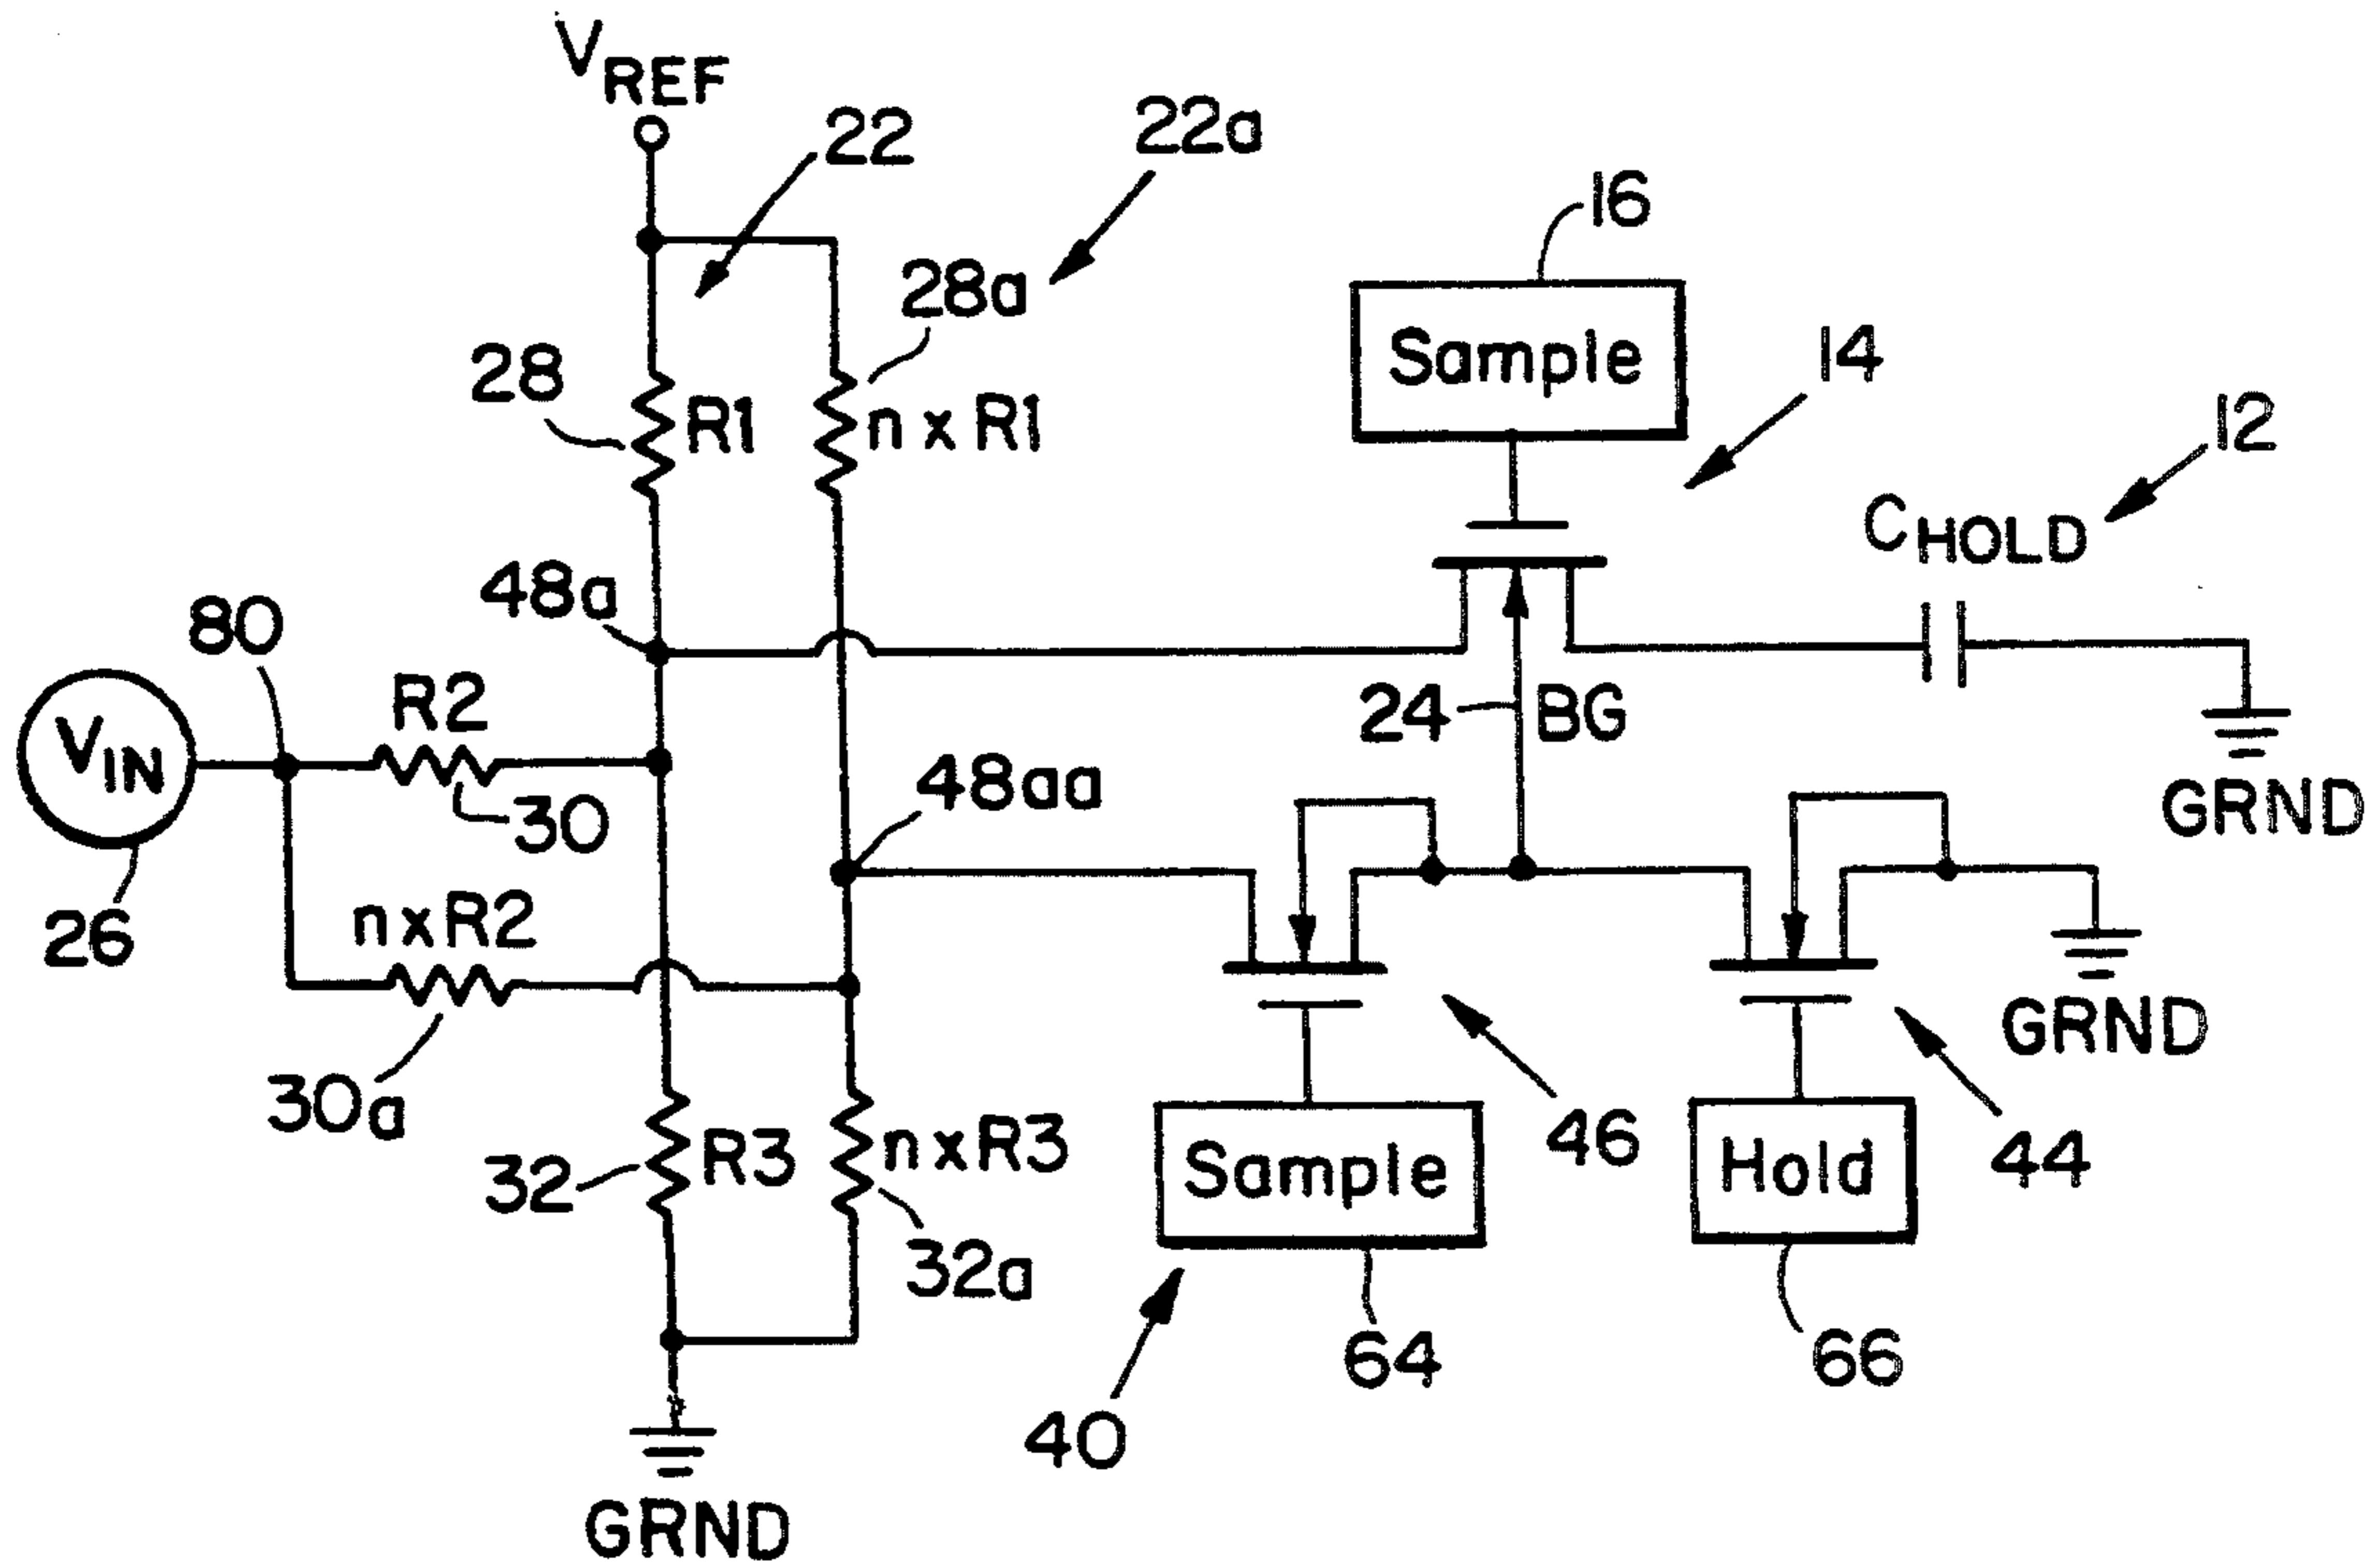 VREF
22
22a
16
28a
Sample
14
28
R1
n x R1
12
CHOLD
48a
80
R2
24
BG
VIN
48aa
30
GRND
n x R2
26
GRND
30a
R3
n x R3
46
32
Sample
Hold
44
32a
64
66
40
GRND